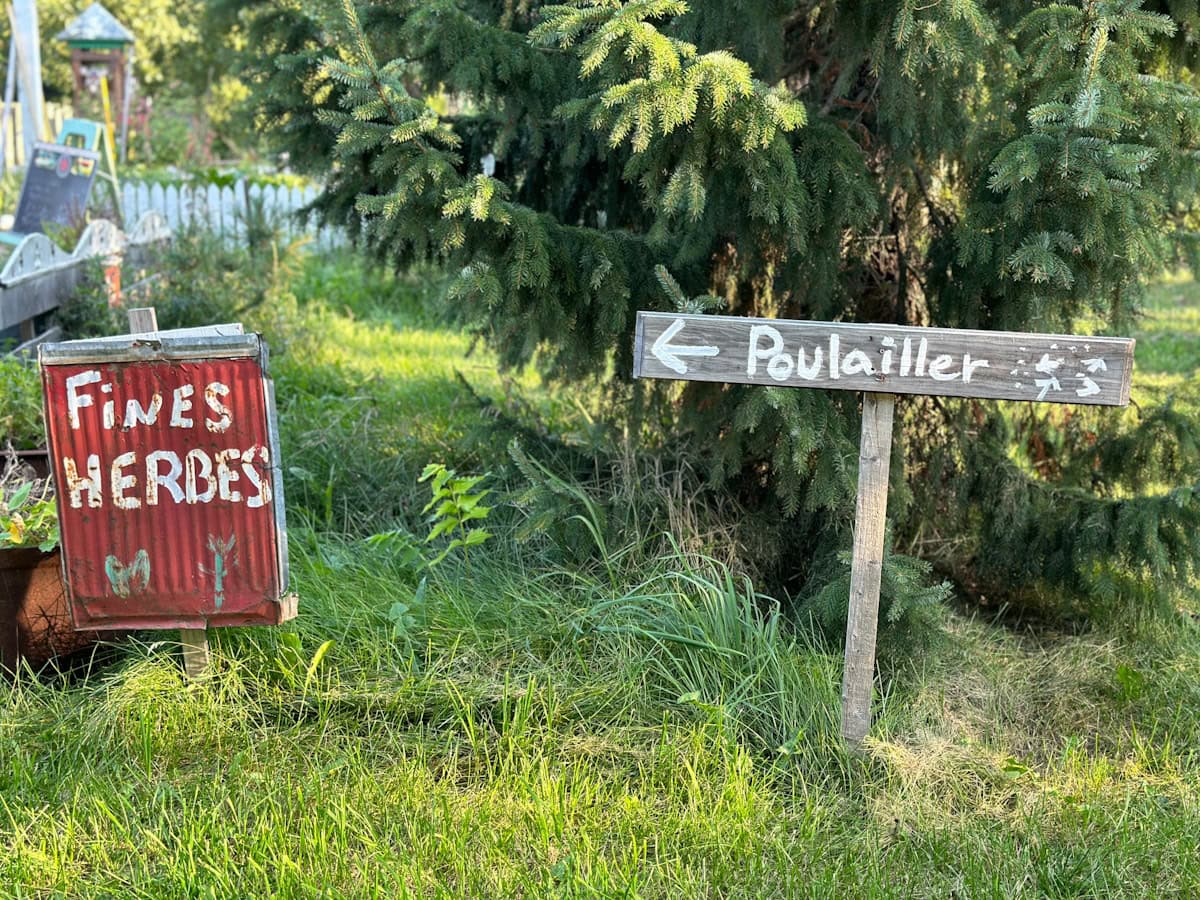 FiNES
HERBES
← Poulailler